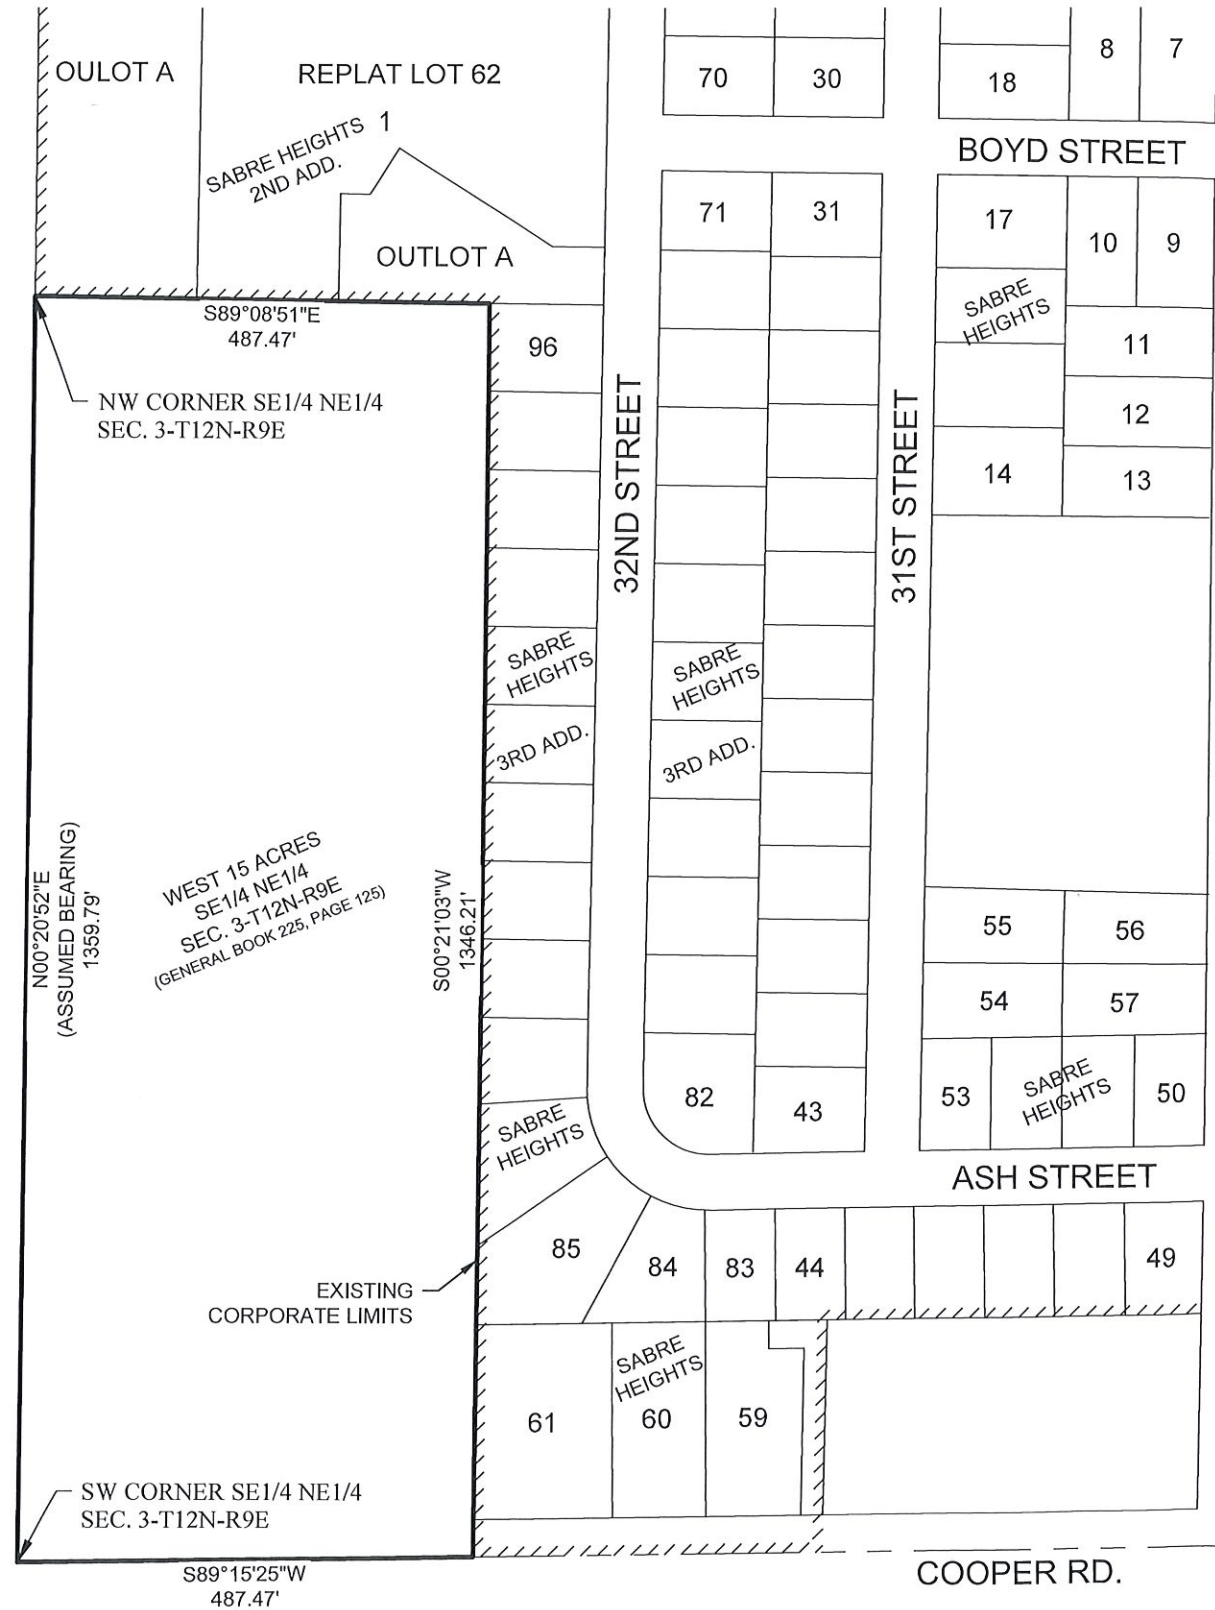 OULOT A
REPLAT LOT 62
SABRE HEIGHTS 1
2ND ADD.
OUTLOT A
70
30
18
8
7
BOYD STREET
71
31
17
10
9
SABRE
HEIGHTS
11
12
14
13
S89°08'51"E
487.47'
NW CORNER SE1/4 NE1/4
SEC. 3-T12N-R9E
96
32ND STREET
31ST STREET
SABRE
HEIGHTS
3RD ADD.
SABRE
HEIGHTS
3RD ADD.
N00°20'52"E
(ASSUMED BEARING)
1359.79'
WEST 15 ACRES
SE1/4 NE1/4
SEC. 3-T12N-R9E
(GENERAL BOOK 225, PAGE 125)
S00°21'03"W
1346.21'
55
56
54
57
53
SABRE
HEIGHTS
50
82
43
SABRE
HEIGHTS
ASH STREET
85
84
83
44
49
EXISTING
CORPORATE LIMITS
SABRE
HEIGHTS
61
60
59
SW CORNER SE1/4 NE1/4
SEC. 3-T12N-R9E
S89°15'25"W
487.47'
COOPER RD.